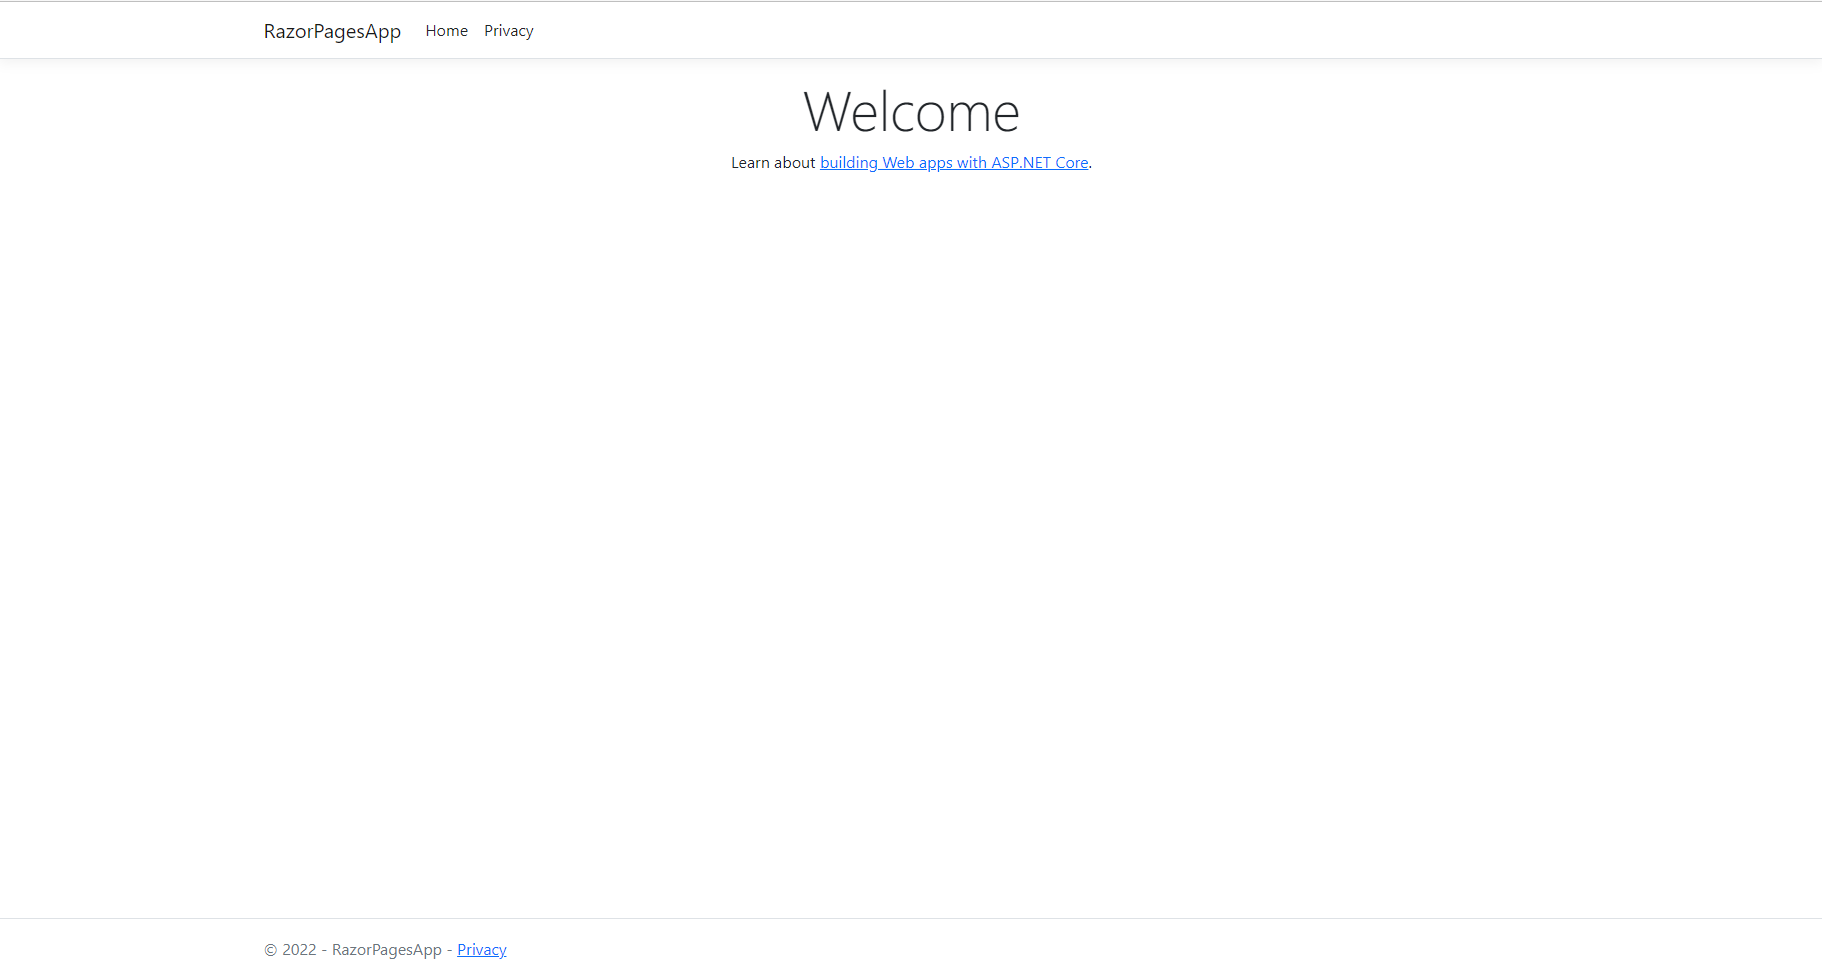 RazorPagesApp Home Privacy
Welcome
Learn about building Web apps with ASP.NET Core.
© 2022 - RazorPagesApp - Privacy